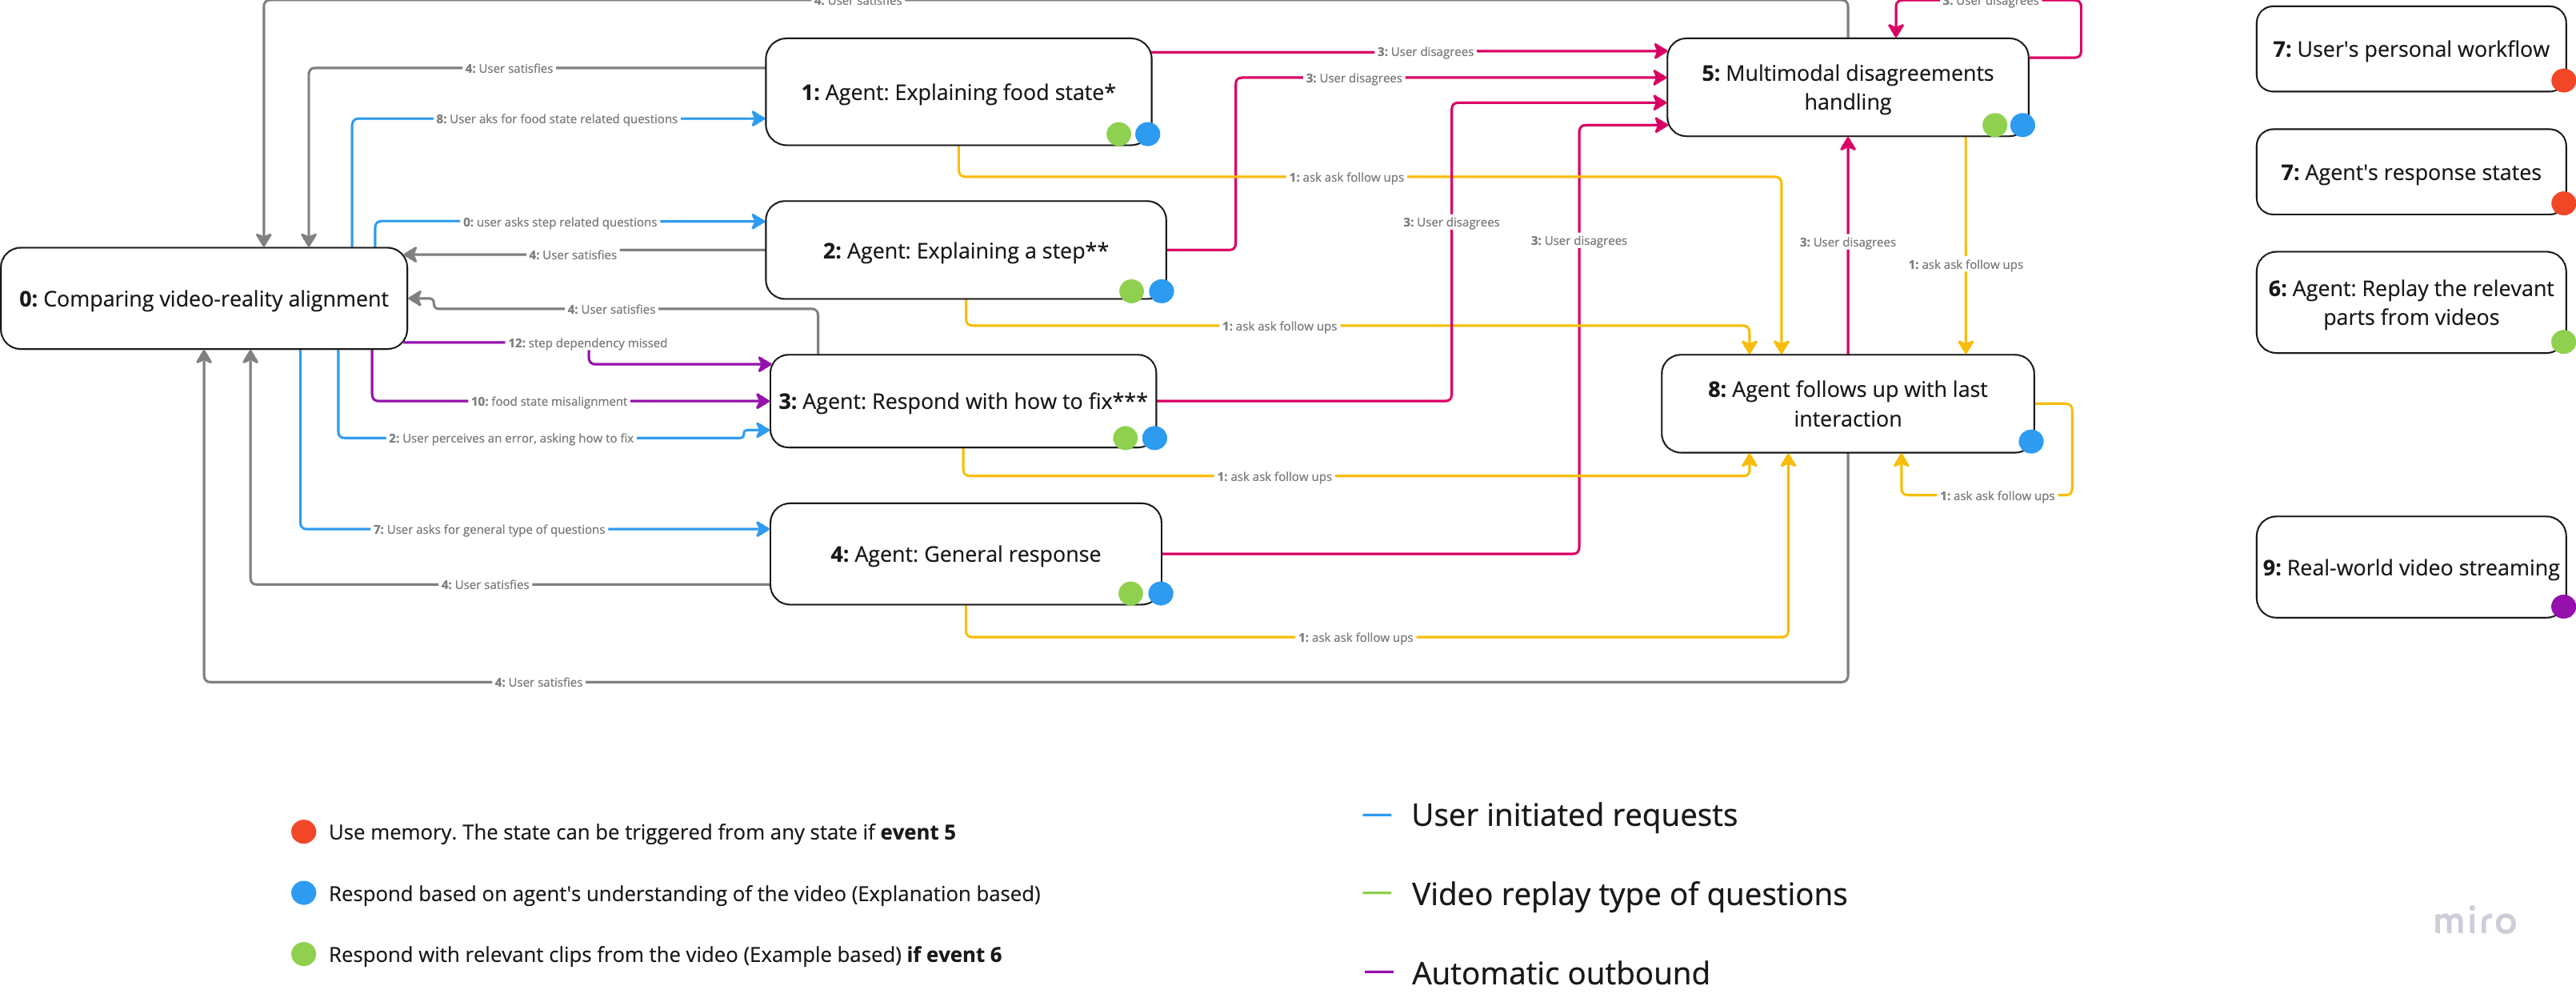 4: User satisfies
3: User disagrees
7: User's personal workflow
4: User satisfies
1: Agent: Explaining food state*
3: User disagrees
3: User disagrees
5: Multimodal disagreements
handling
8: User aks for food state related questions
1: ask ask follow ups
7: Agent's response states
0: user asks step related questions
3: User disagrees
2: Agent: Explaining a step**
4: User satisfies
3: User disagrees
3: User disagrees
1: ask ask follow ups
0: Comparing video-reality alignment
4: User satisfies
1: ask ask follow ups
6: Agent: Replay the relevant
parts from videos
12: step dependency missed
10: food state misalignment
3: Agent: Respond with how to fix***
8: Agent follows up with last
interaction
2: User perceives an error, asking how to fix
1: ask ask follow ups
1: ask ask follow ups
7: User asks for general type of questions
4: Agent: General response
9: Real-world video streaming
4: User satisfies
1: ask ask follow ups
4: User satisfies
Use memory. The state can be triggered from any state if event 5
Respond based on agent's understanding of the video (Explanation based)
Respond with relevant clips from the video (Example based) if event 6
User initiated requests
Video replay type of questions
Automatic outbound
miro